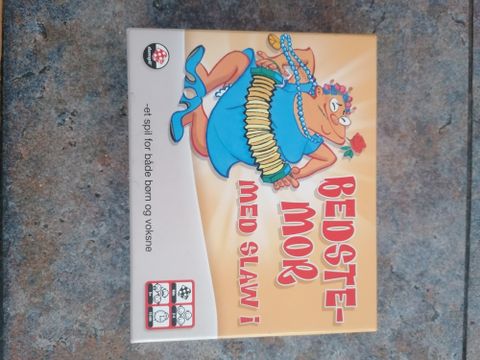 BEDSTE-
MOR
MED SLAW i
-et spil for både børn og voksne